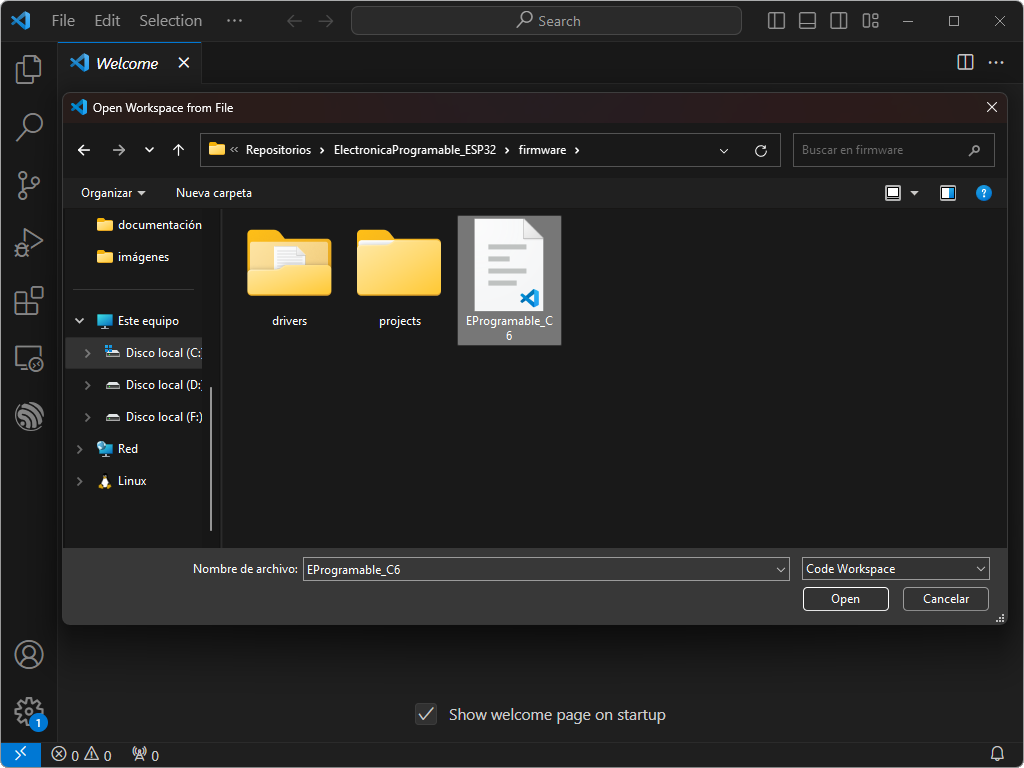 File Edit Selection ··· Search
Welcome
Open Workspace from File
« Repositorios > ElectronicaProgramable_ESP32 > firmware > Buscar en firmware
Organizar Nueva carpeta
documentación
imágenes
Este equipo
Disco local (C:)
Disco local (D:)
Disco local (F:)
Red
Linux
drivers
projects
EProgramable_C
6
Nombre de archivo: EProgramable_C6 Code Workspace
Open Cancelar
Show welcome page on startup
1
0 0 0